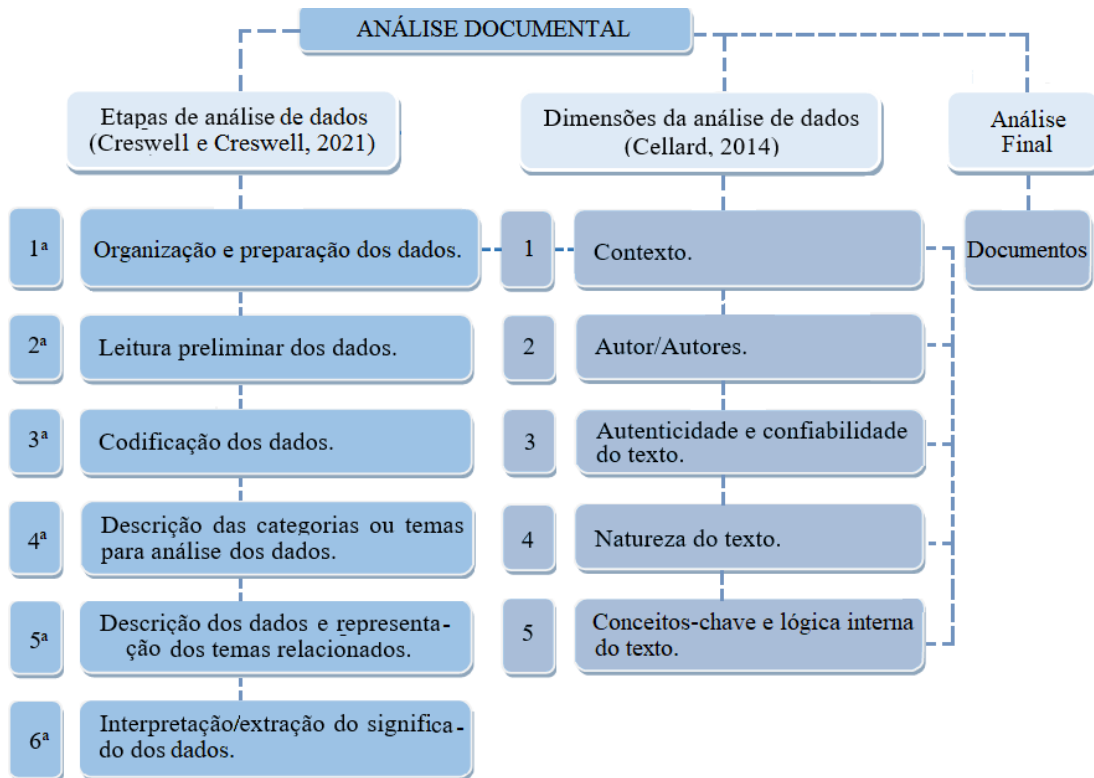 ANÁLISE DOCUMENTAL
Etapas de análise de dados
(Creswell e Creswell, 2021)
Dimensões da análise de dados
(Cellard, 2014)
Análise
Final
1ª
Organização e preparação dos dados.
1
Contexto.
Documentos
2ª
Leitura preliminar dos dados.
2
Autor/Autores.
3ª
Codificação dos dados.
3
Autenticidade e confiabilidade
do texto.
4ª
Descrição das categorias ou temas
para análise dos dados.
4
Natureza do texto.
5ª
Descrição dos dados e representa-
ção dos temas relacionados.
5
Conceitos-chave e lógica interna
do texto.
6ª
Interpretação/extração do significa-
do dos dados.